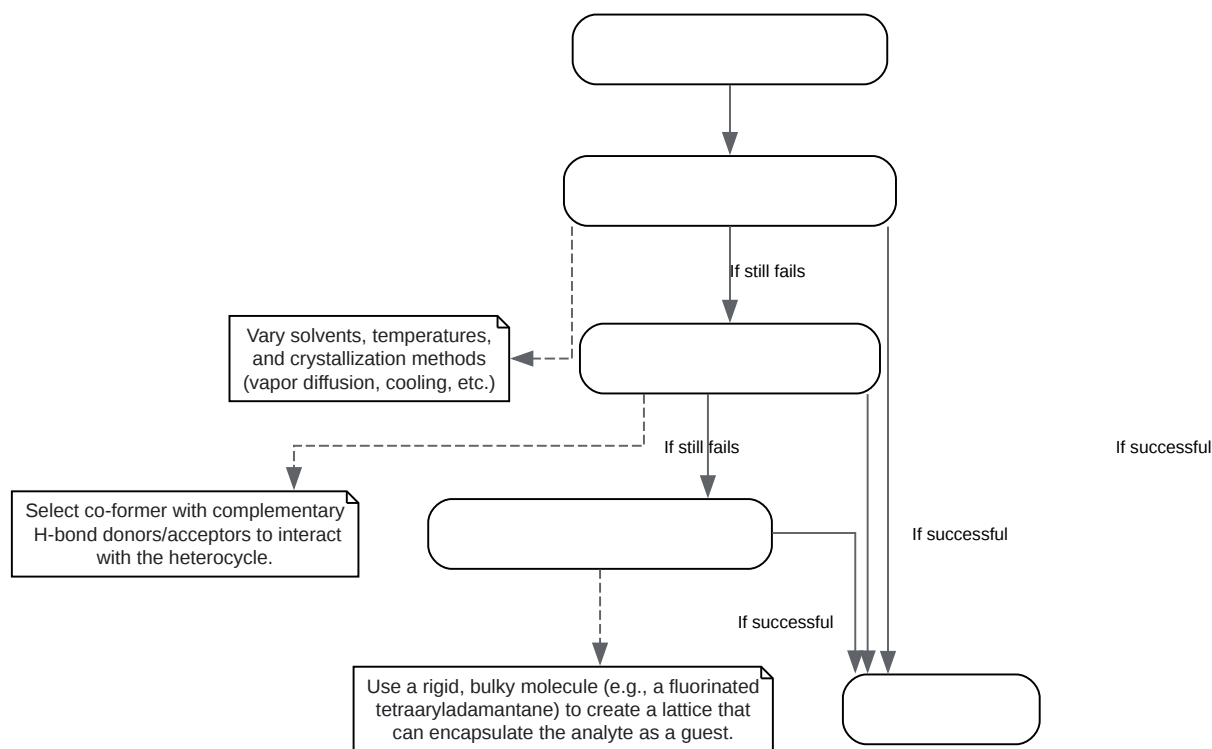 If still fails
Vary solvents, temperatures,
and crystallization methods
(vapor diffusion, cooling, etc.)
If still fails
If successful
Select co-former with complementary
H-bond donors/acceptors to interact
with the heterocycle.
If successful
If successful
Use a rigid, bulky molecule (e.g., a fluorinated
tetraaryladamantane) to create a lattice that
can encapsulate the analyte as a guest.